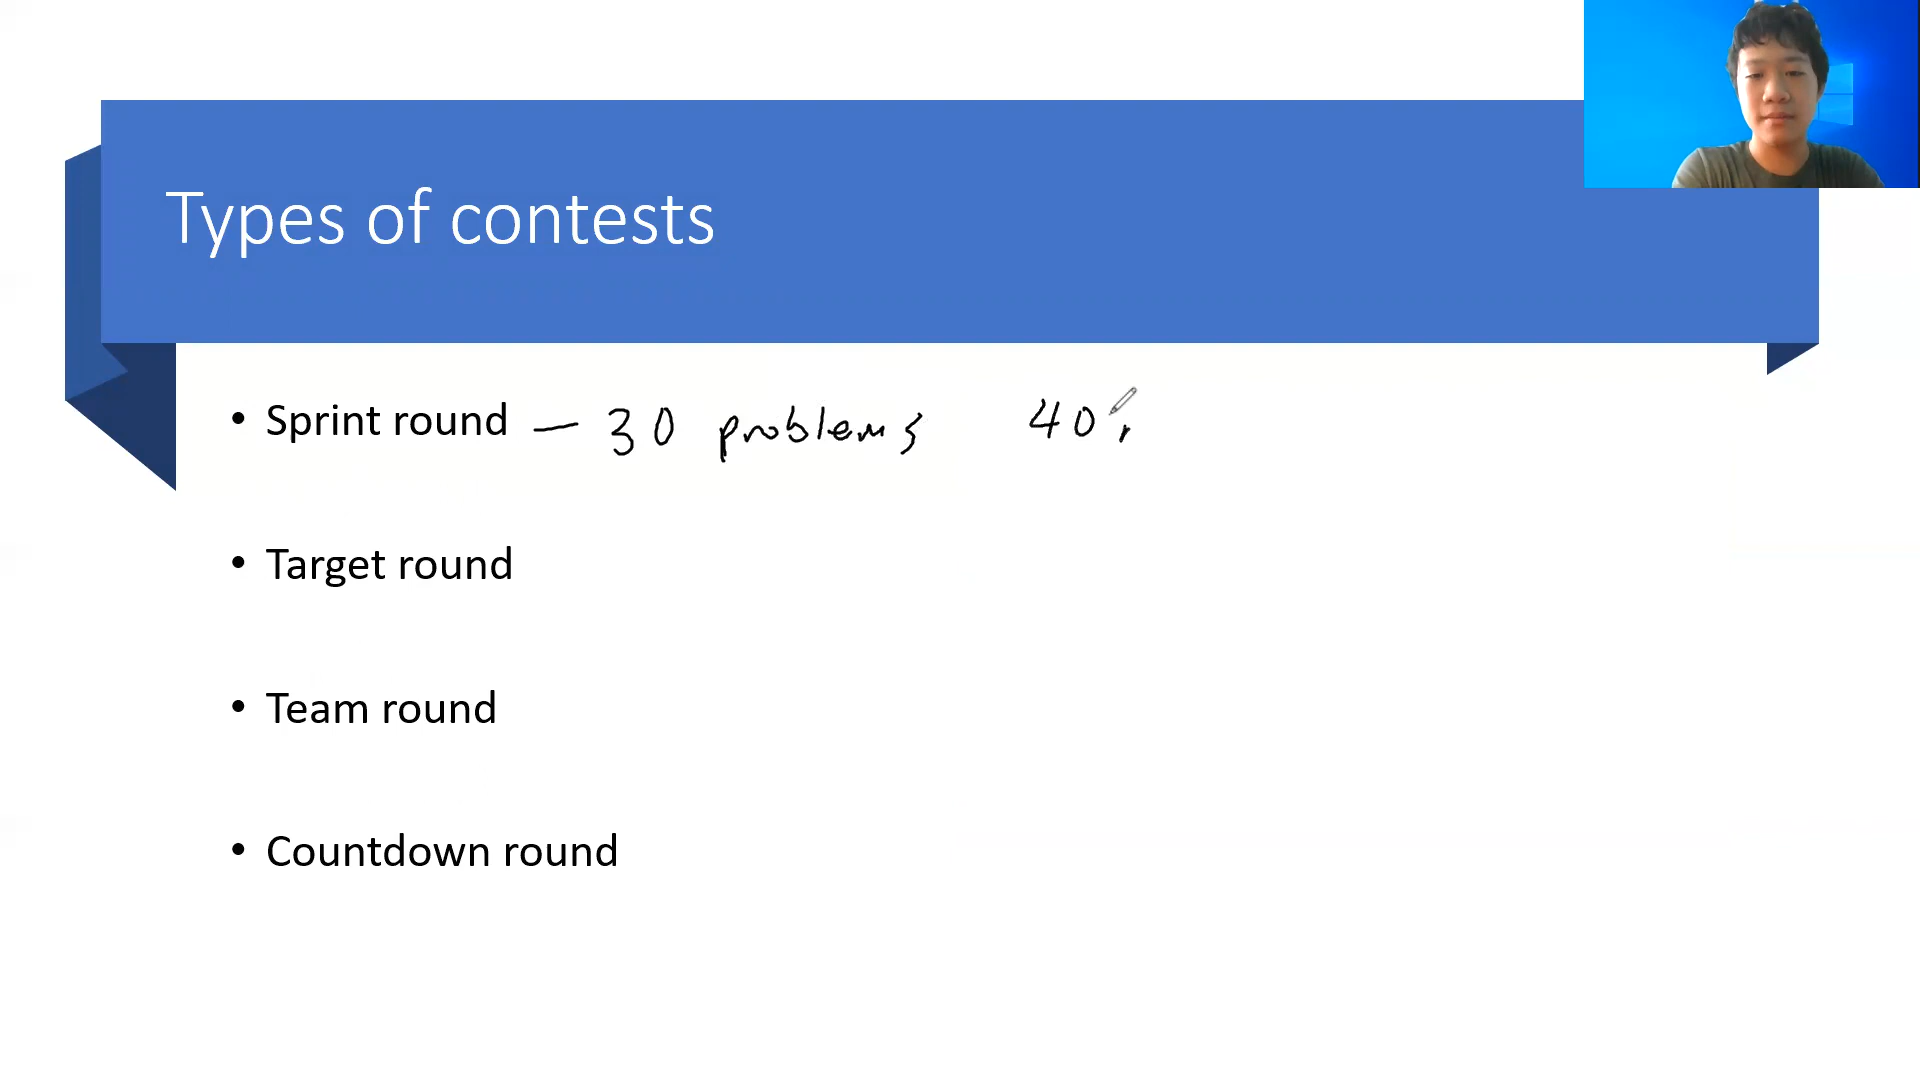 Types of contests
• Sprint round — 30 problems 40
• Target round
• Team round
• Countdown round